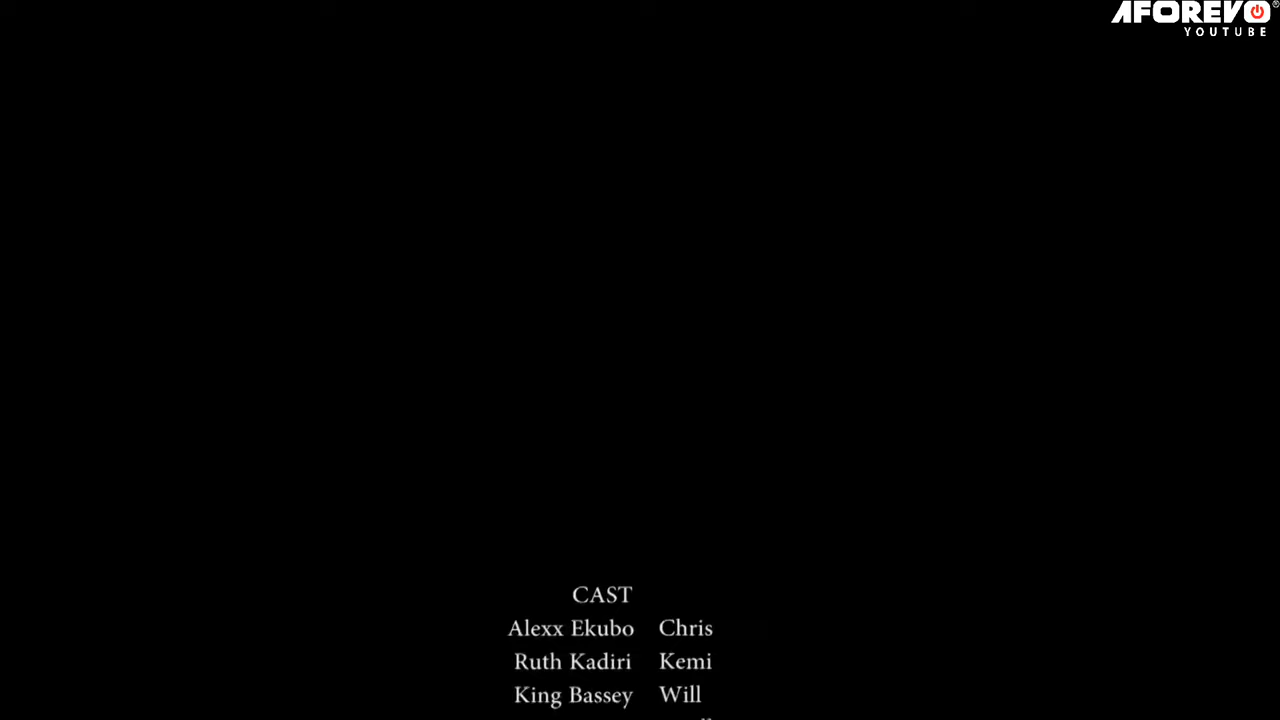 AFOREVO
YOUTUBE
CAST
Alexx Ekubo Chris
Ruth Kadiri Kemi
King Bassey Will